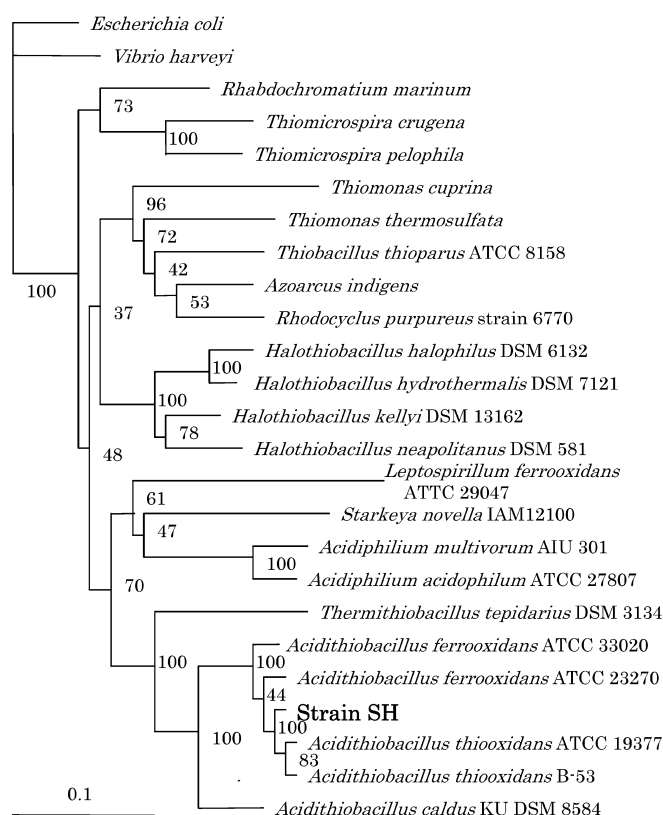 Escherichia coli
Vibrio harveyi
Rhabdochromatium marinum
73
Thiomicrospira crugena
100
Thiomicrospira pelophila
Thiomonas cuprina
96
Thiomonas thermosulfata
72
Thiobacillus thioparus ATCC 8158
42
Azoarcus indigens
100
53
37
Rhodocyclus purpureus strain 6770
Halothiobacillus halophilus DSM 6132
100
Halothiobacillus hydrothermalis DSM 7121
100
Halothiobacillus kellyi DSM 13162
78
Halothiobacillus neapolitanus DSM 581
48
Leptospirillum ferrooxidans
ATTC 29047
61
Starkeya novella IAM12100
47
Acidiphilium multivorum AIU 301
100
Acidiphilium acidophilum ATCC 27807
70
Thermithiobacillus tepidarius DSM 3134
Acidithiobacillus ferrooxidans ATCC 33020
100
100
Acidithiobacillus ferrooxidans ATCC 23270
44
Strain SH
100
100
Acidithiobacillus thiooxidans ATCC 19377
83
Acidithiobacillus thiooxidans B-53
0.1
Acidithiobacillus caldus KU DSM 8584